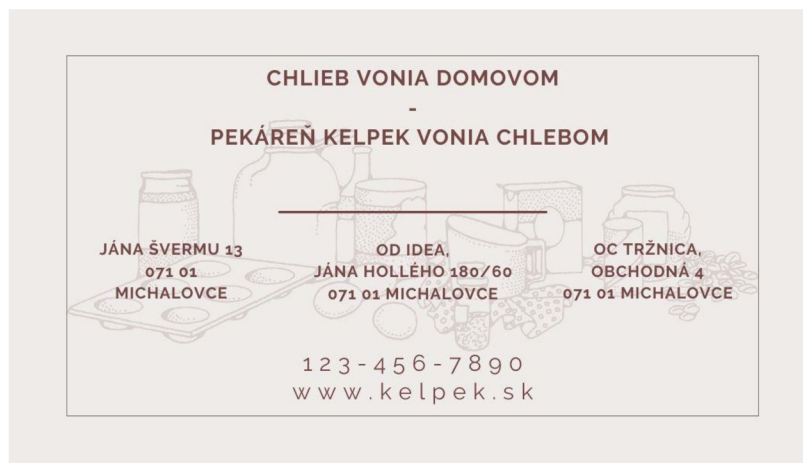 CHLIEB VONIA DOMOVOM
-
PEKÁREŇ KELPEK VONIA CHLEBOM
JÁNA ŠVERMU 13
071 01
MICHALOVCE
OD IDEA,
JÁNA HOLLÉHO 180/60
071 01 MICHALOVCE
OC TRŽNICA,
OBCHODNÁ 4
071 01 MICHALOVCE
123-456-7890
www.kelpek.sk